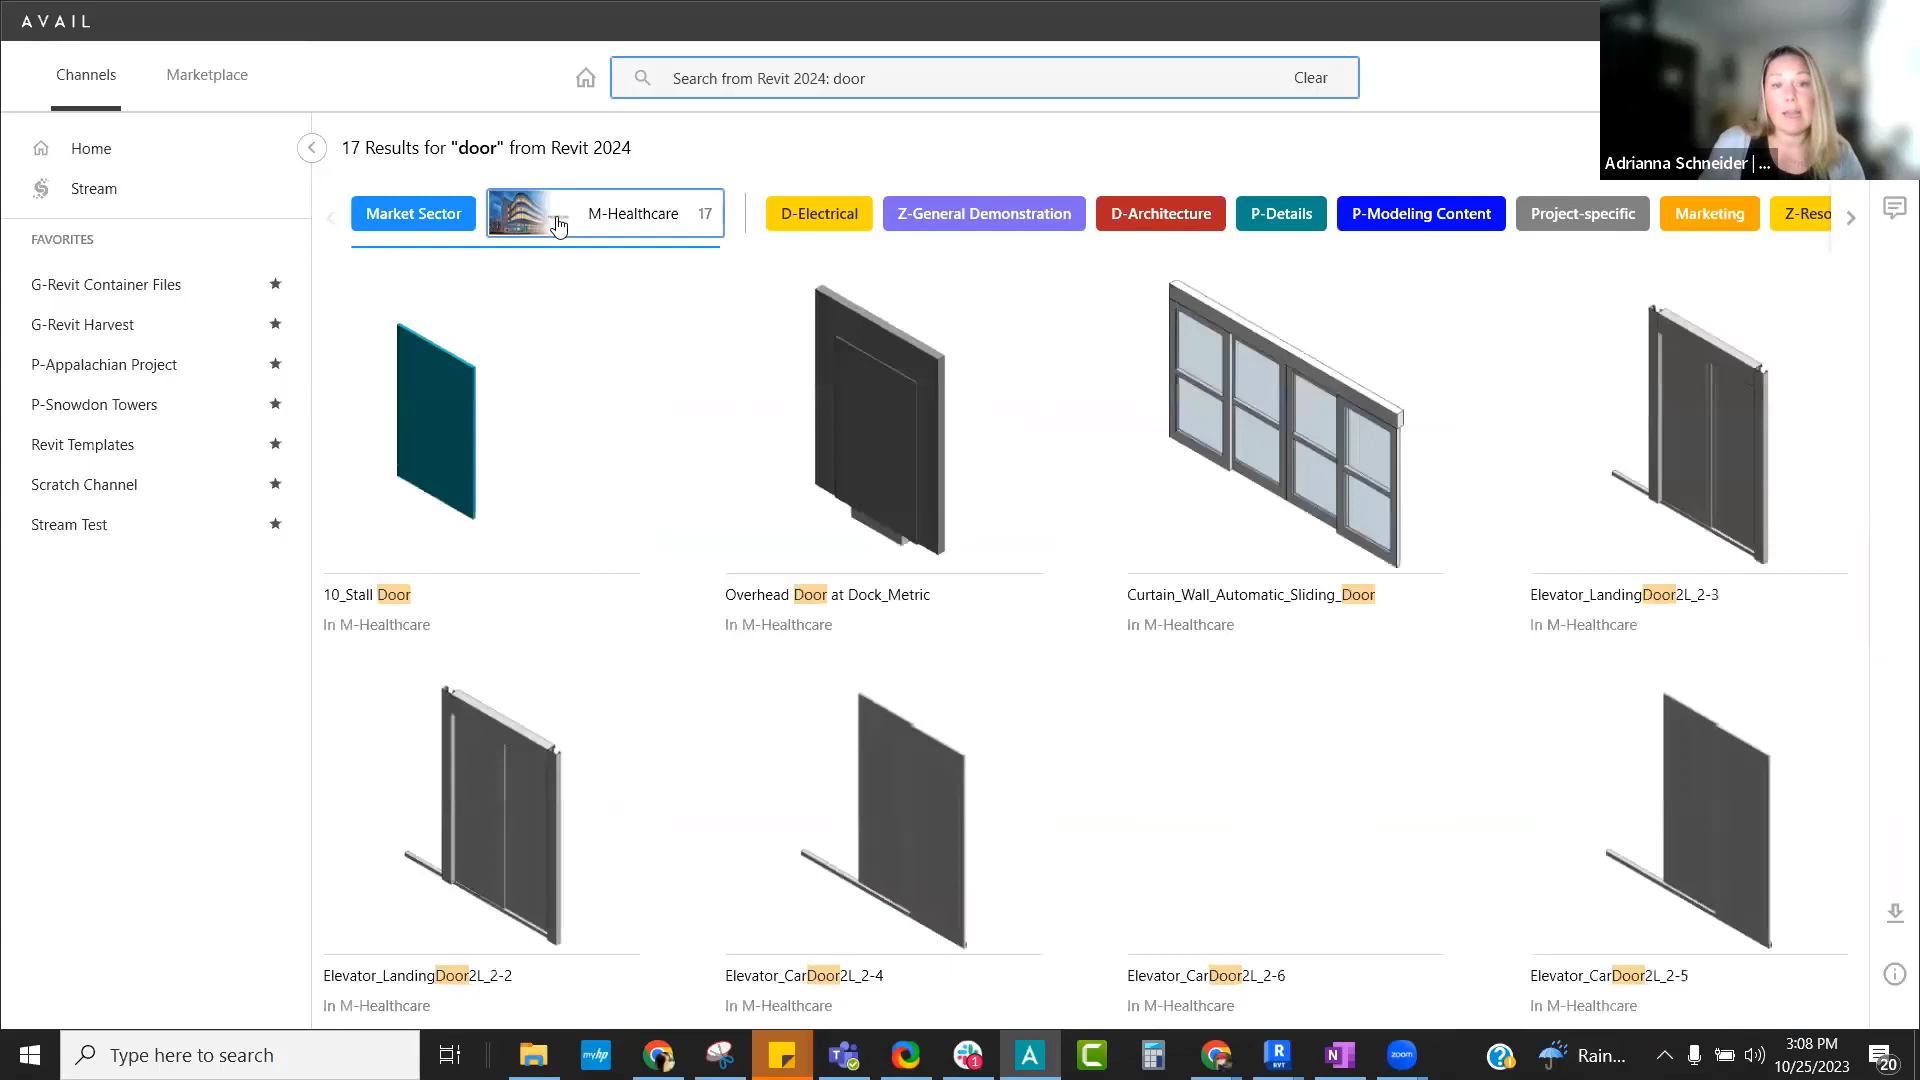 AVAIL
Channels
Marketplace
Search from Revit 2024: door
Clear
Adrianna Schneider | ...
Home
Stream
FAVORITES
G-Revit Container Files
G-Revit Harvest
P-Appalachian Project
P-Snowdon Towers
Revit Templates
Scratch Channel
Stream Test
17 Results for "door" from Revit 2024
Market Sector
M-Healthcare 17
D-Electrical
Z-General Demonstration
D-Architecture
P-Details
P-Modeling Content
Project-specific
Marketing
Z-Reso
10_Stall Door
In M-Healthcare
Overhead Door at Dock_Metric
In M-Healthcare
Curtain_Wall_Automatic_Sliding_Door
In M-Healthcare
Elevator_LandingDoor2L_2-3
In M-Healthcare
Elevator_LandingDoor2L_2-2
In M-Healthcare
Elevator_CarDoor2L_2-4
In M-Healthcare
Elevator_CarDoor2L_2-6
In M-Healthcare
Elevator_CarDoor2L_2-5
In M-Healthcare
Type here to search
myhp
1
A
C
R
RVT
N
zoom
?
Rain...
3:08 PM
10/25/2023
20